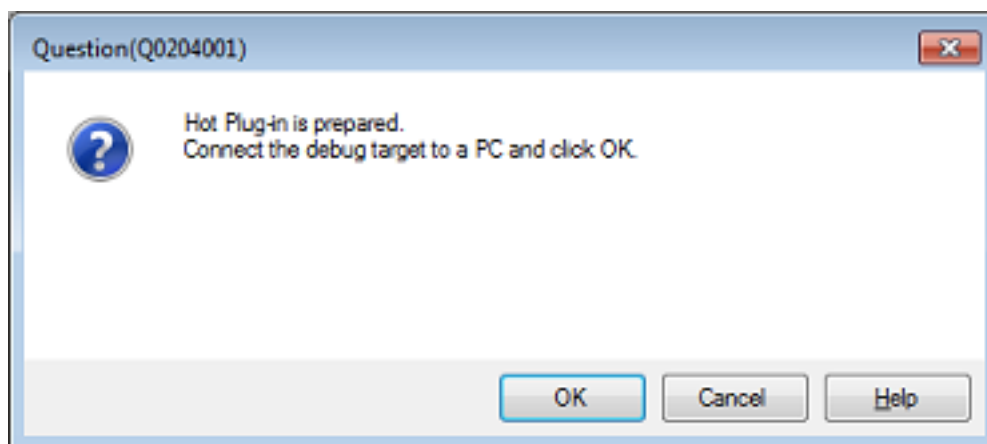 Question(Q0204001)
Hot Plug-in is prepared.
Connect the debug target to a PC and click OK.
OK
Cancel
Help